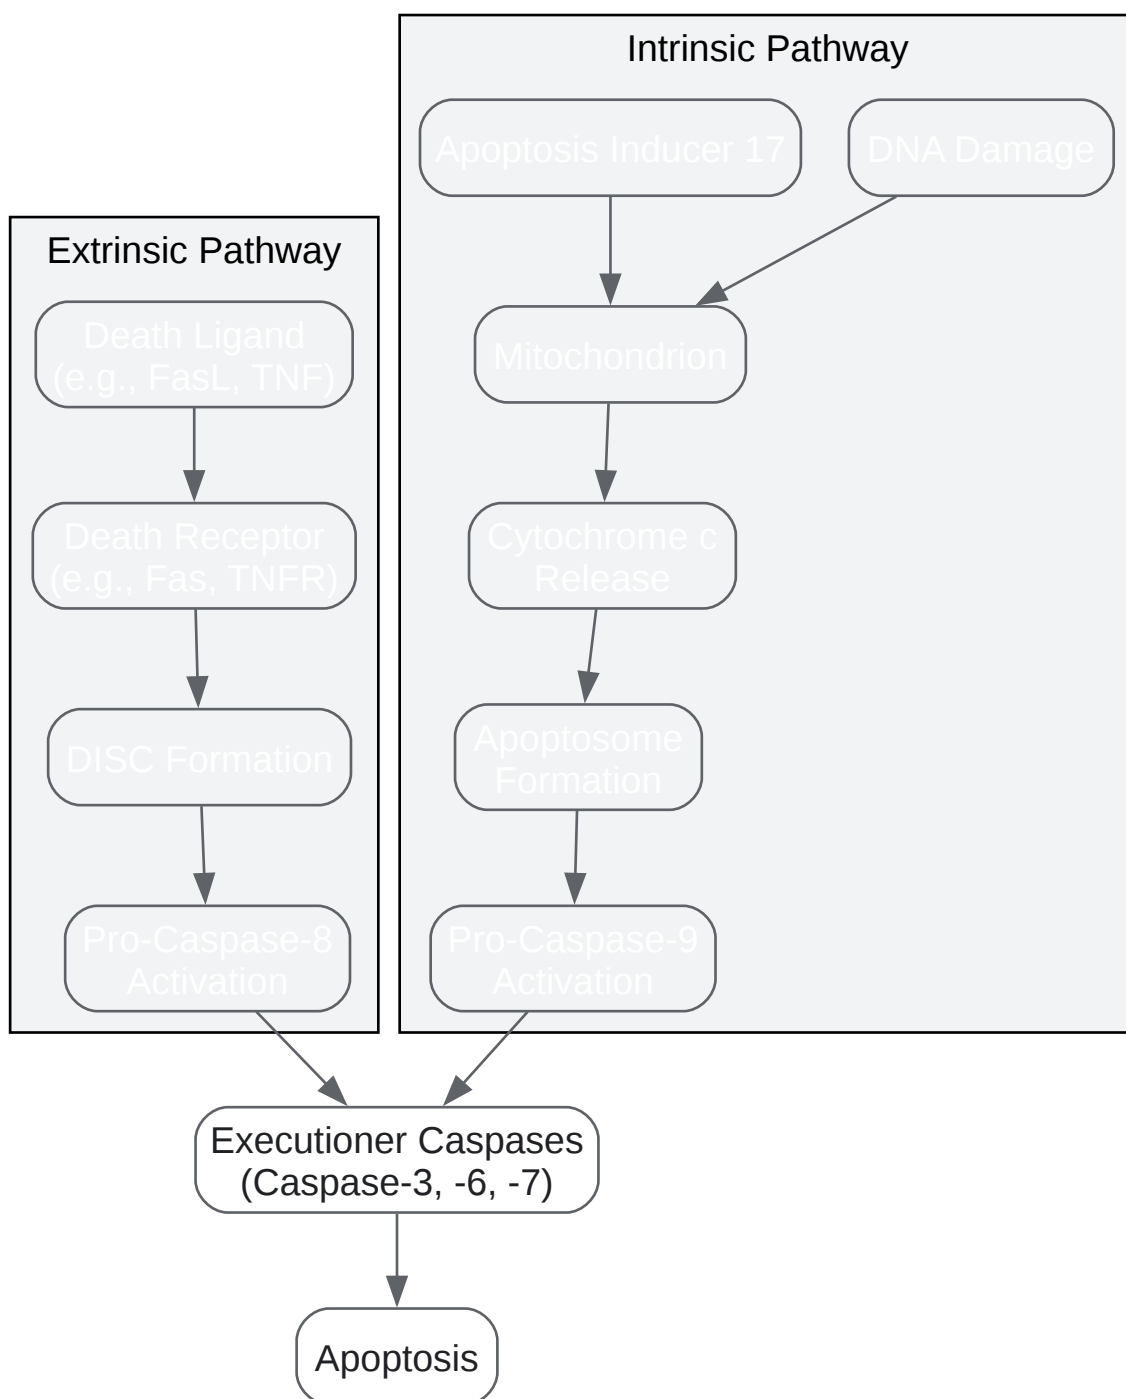 Intrinsic Pathway
Apoptosis Inducer 17
DNA Damage
Mitochondrion
Cytochrome c
Release
Apoptosome
Formation
Pro-Caspase-9
Activation
Extrinsic Pathway
Death Ligand
(e.g., FasL, TNF)
Death Receptor
(e.g., Fas, TNFR)
DISC Formation
Pro-Caspase-8
Activation
Executioner Caspases
(Caspase-3, -6, -7)
Apoptosis